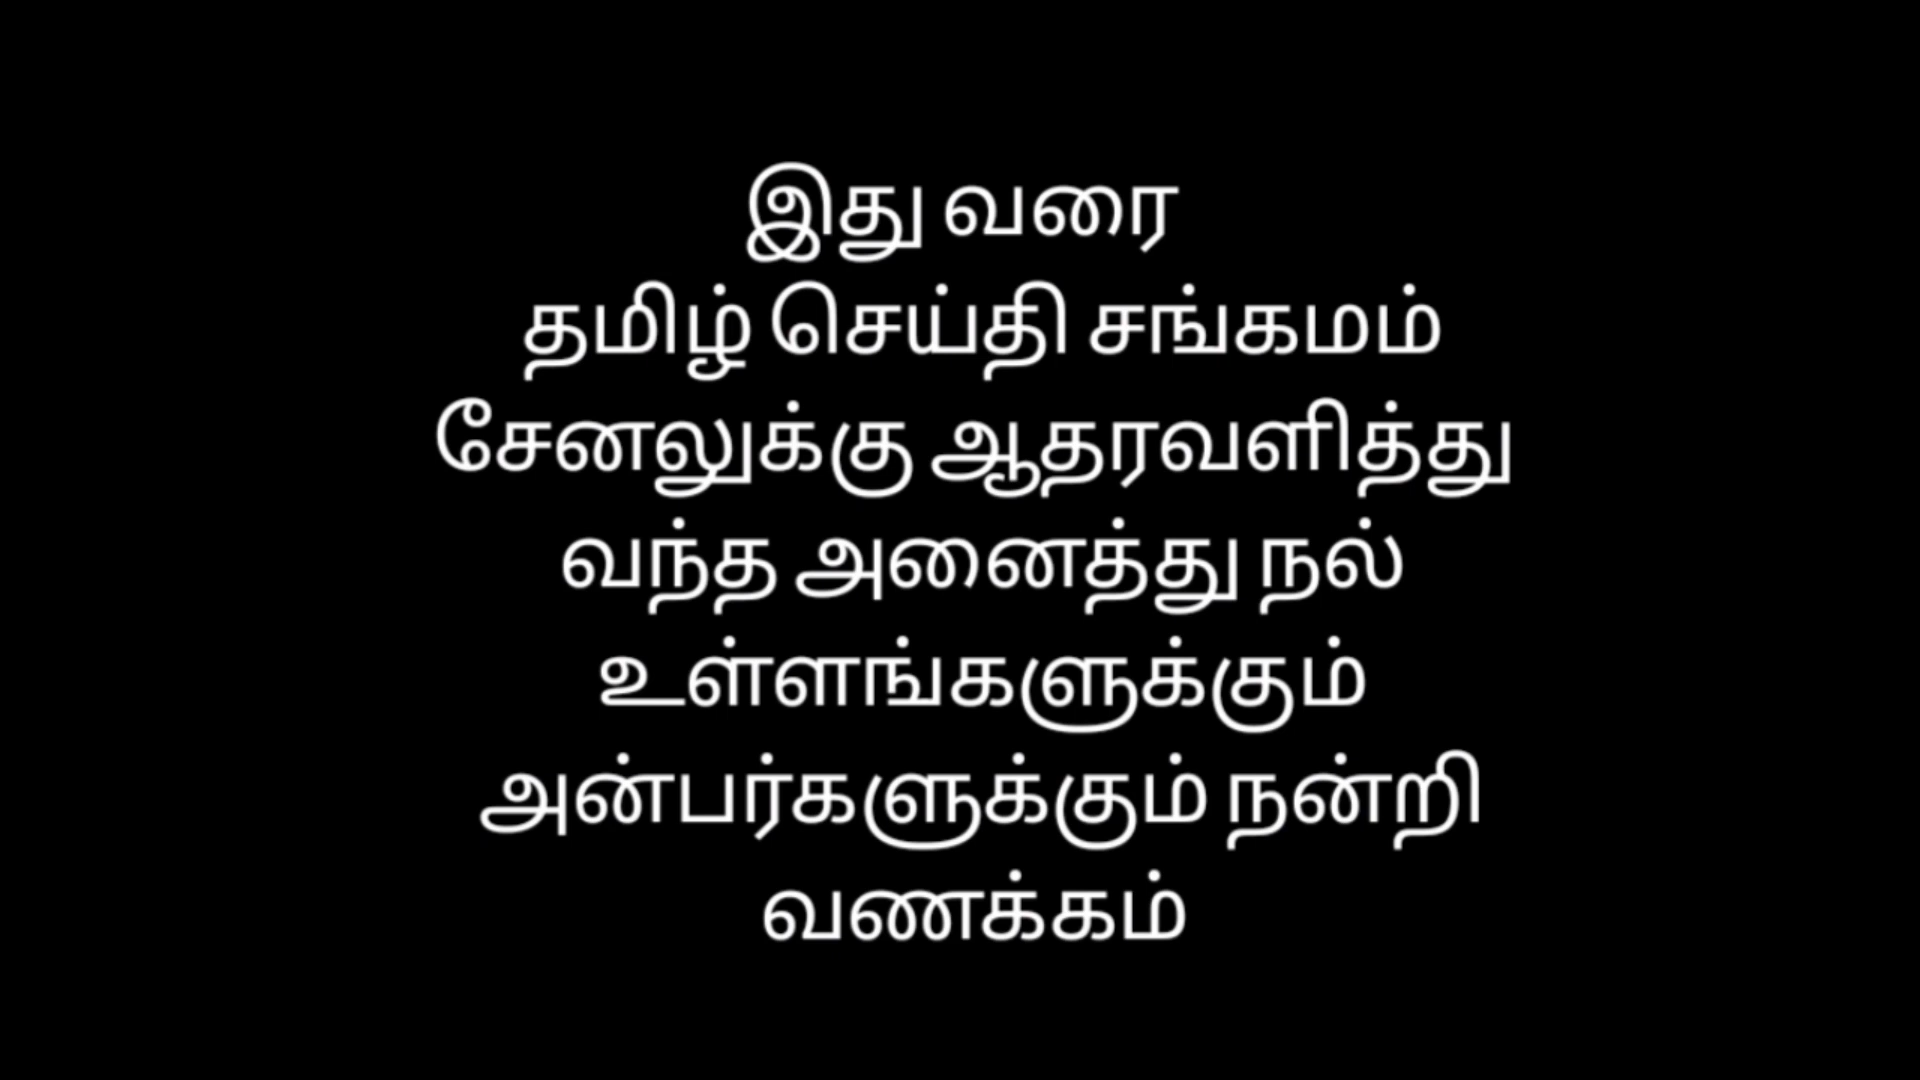 இது வரை
தமிழ் செய்தி சங்கமம்
சேனலுக்கு ஆதரவளித்து
வந்த அனைத்து நல்
உள்ளங்களுக்கும்
அன்பர்களுக்கும் நன்றி
வணக்கம்